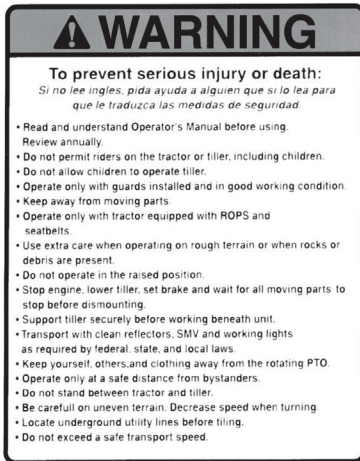 WARNING
To prevent serious injury or death:
Si no lee ingles, pida ayuda a alguien que si lo lea para
que le traduzca las medidas de seguridad.
• Read and understand Operator's Manual before using.
Review annually.
• Do not permit riders on the tractor or tiller, including children.
• Do not allow children to operate tiller.
• Operate only with guards installed and in good working condition.
• Keep away from moving parts.
• Operate only with tractor equipped with ROPS and
seatbelts.
• Use extra care when operating on rough terrain or when rocks or
debris are present.
• Do not operate in the raised position.
• Stop engine, lower tiller, set brake and wait for all moving parts to
stop before dismounting.
• Support tiller securely before working beneath unit.
• Transport with clean reflectors, SMV and working lights
as required by federal, state, and local laws.
• Keep yourself, others,and clothing away from the rotating PTO.
• Operate only at a safe distance from bystanders.
• Do not stand between tractor and tiller.
• Be carefull on uneven terrain. Decrease speed when turning.
• Locate underground utility lines before tiling.
• Do not exceed a safe transport speed.